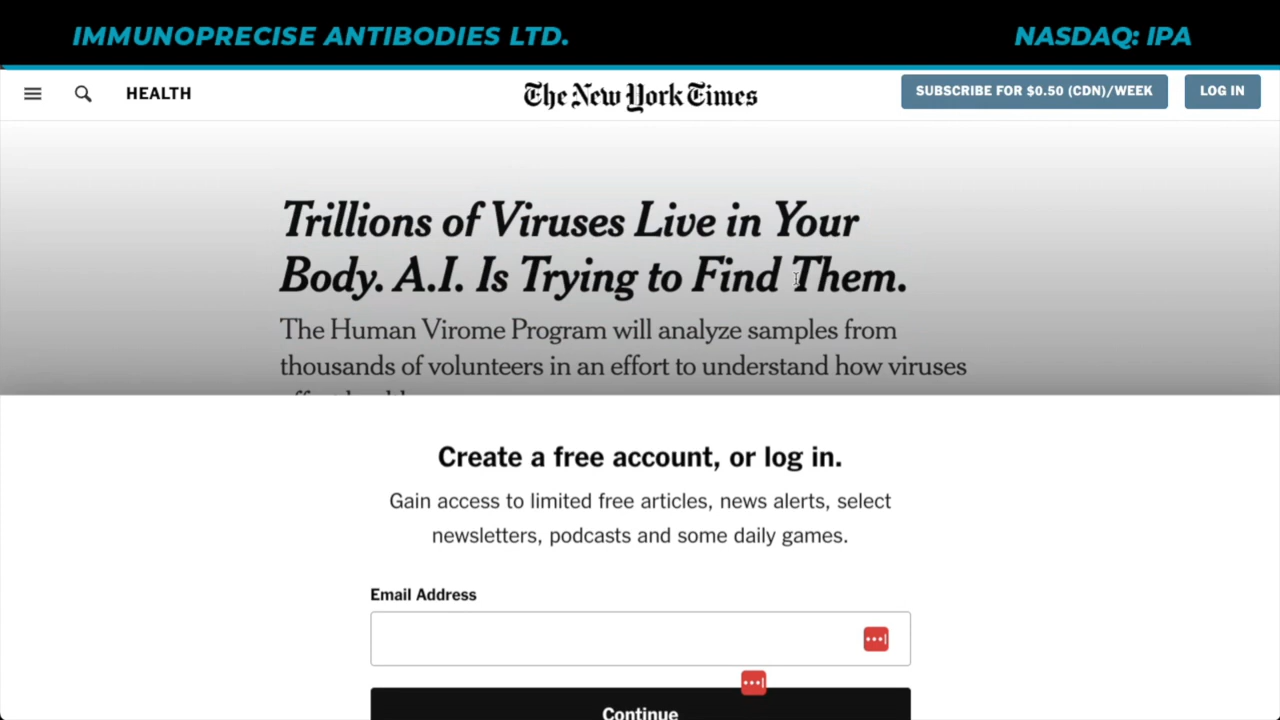 IMMUNOPRECISE ANTIBODIES LTD. NASDAQ: IPA
HEALTH The New York Times SUBSCRIBE FOR $0.50 (CDN)/WEEK LOG IN
Trillions of Viruses Live in Your
Body. A.I. Is Trying to Find Them.
The Human Virome Program will analyze samples from
thousands of volunteers in an effort to understand how viruses
Create a free account, or log in.
Gain access to limited free articles, news alerts, select
newsletters, podcasts and some daily games.
Email Address
Continue